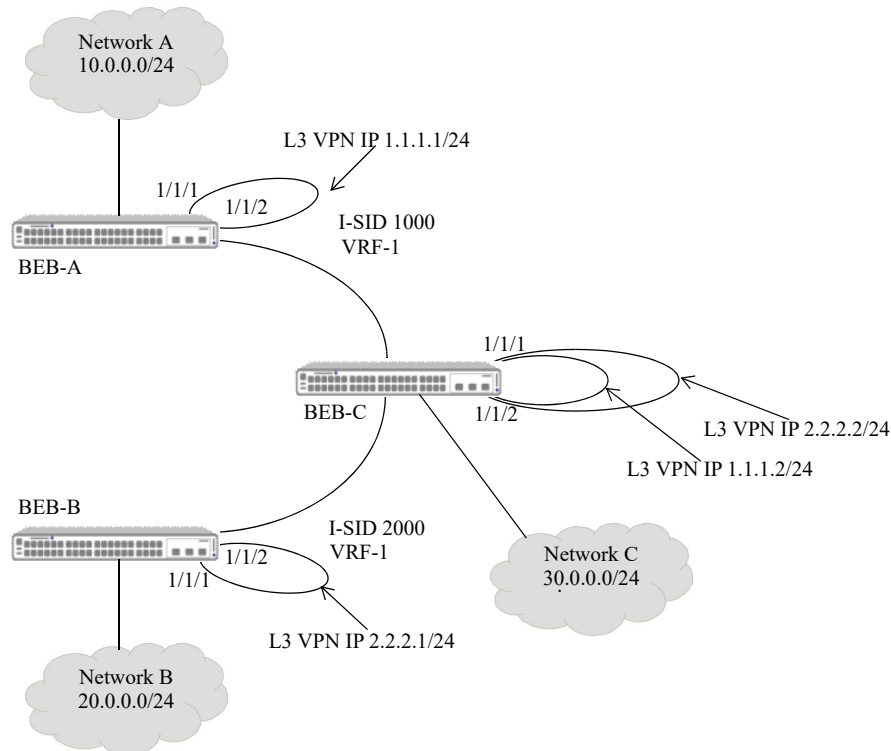 Network A
10.0.0.0/24
L3 VPN IP 1.1.1.1/24
1/1/1
1/1/2
I-SID 1000
VRF-1
BEB-A
1/1/1
BEB-C
1/1/2
L3 VPN IP 2.2.2.2/24
L3 VPN IP 1.1.1.2/24
BEB-B
I-SID 2000
VRF-1
1/1/2
1/1/1
Network C
30.0.0.0/24
L3 VPN IP 2.2.2.1/24
Network B
20.0.0.0/24